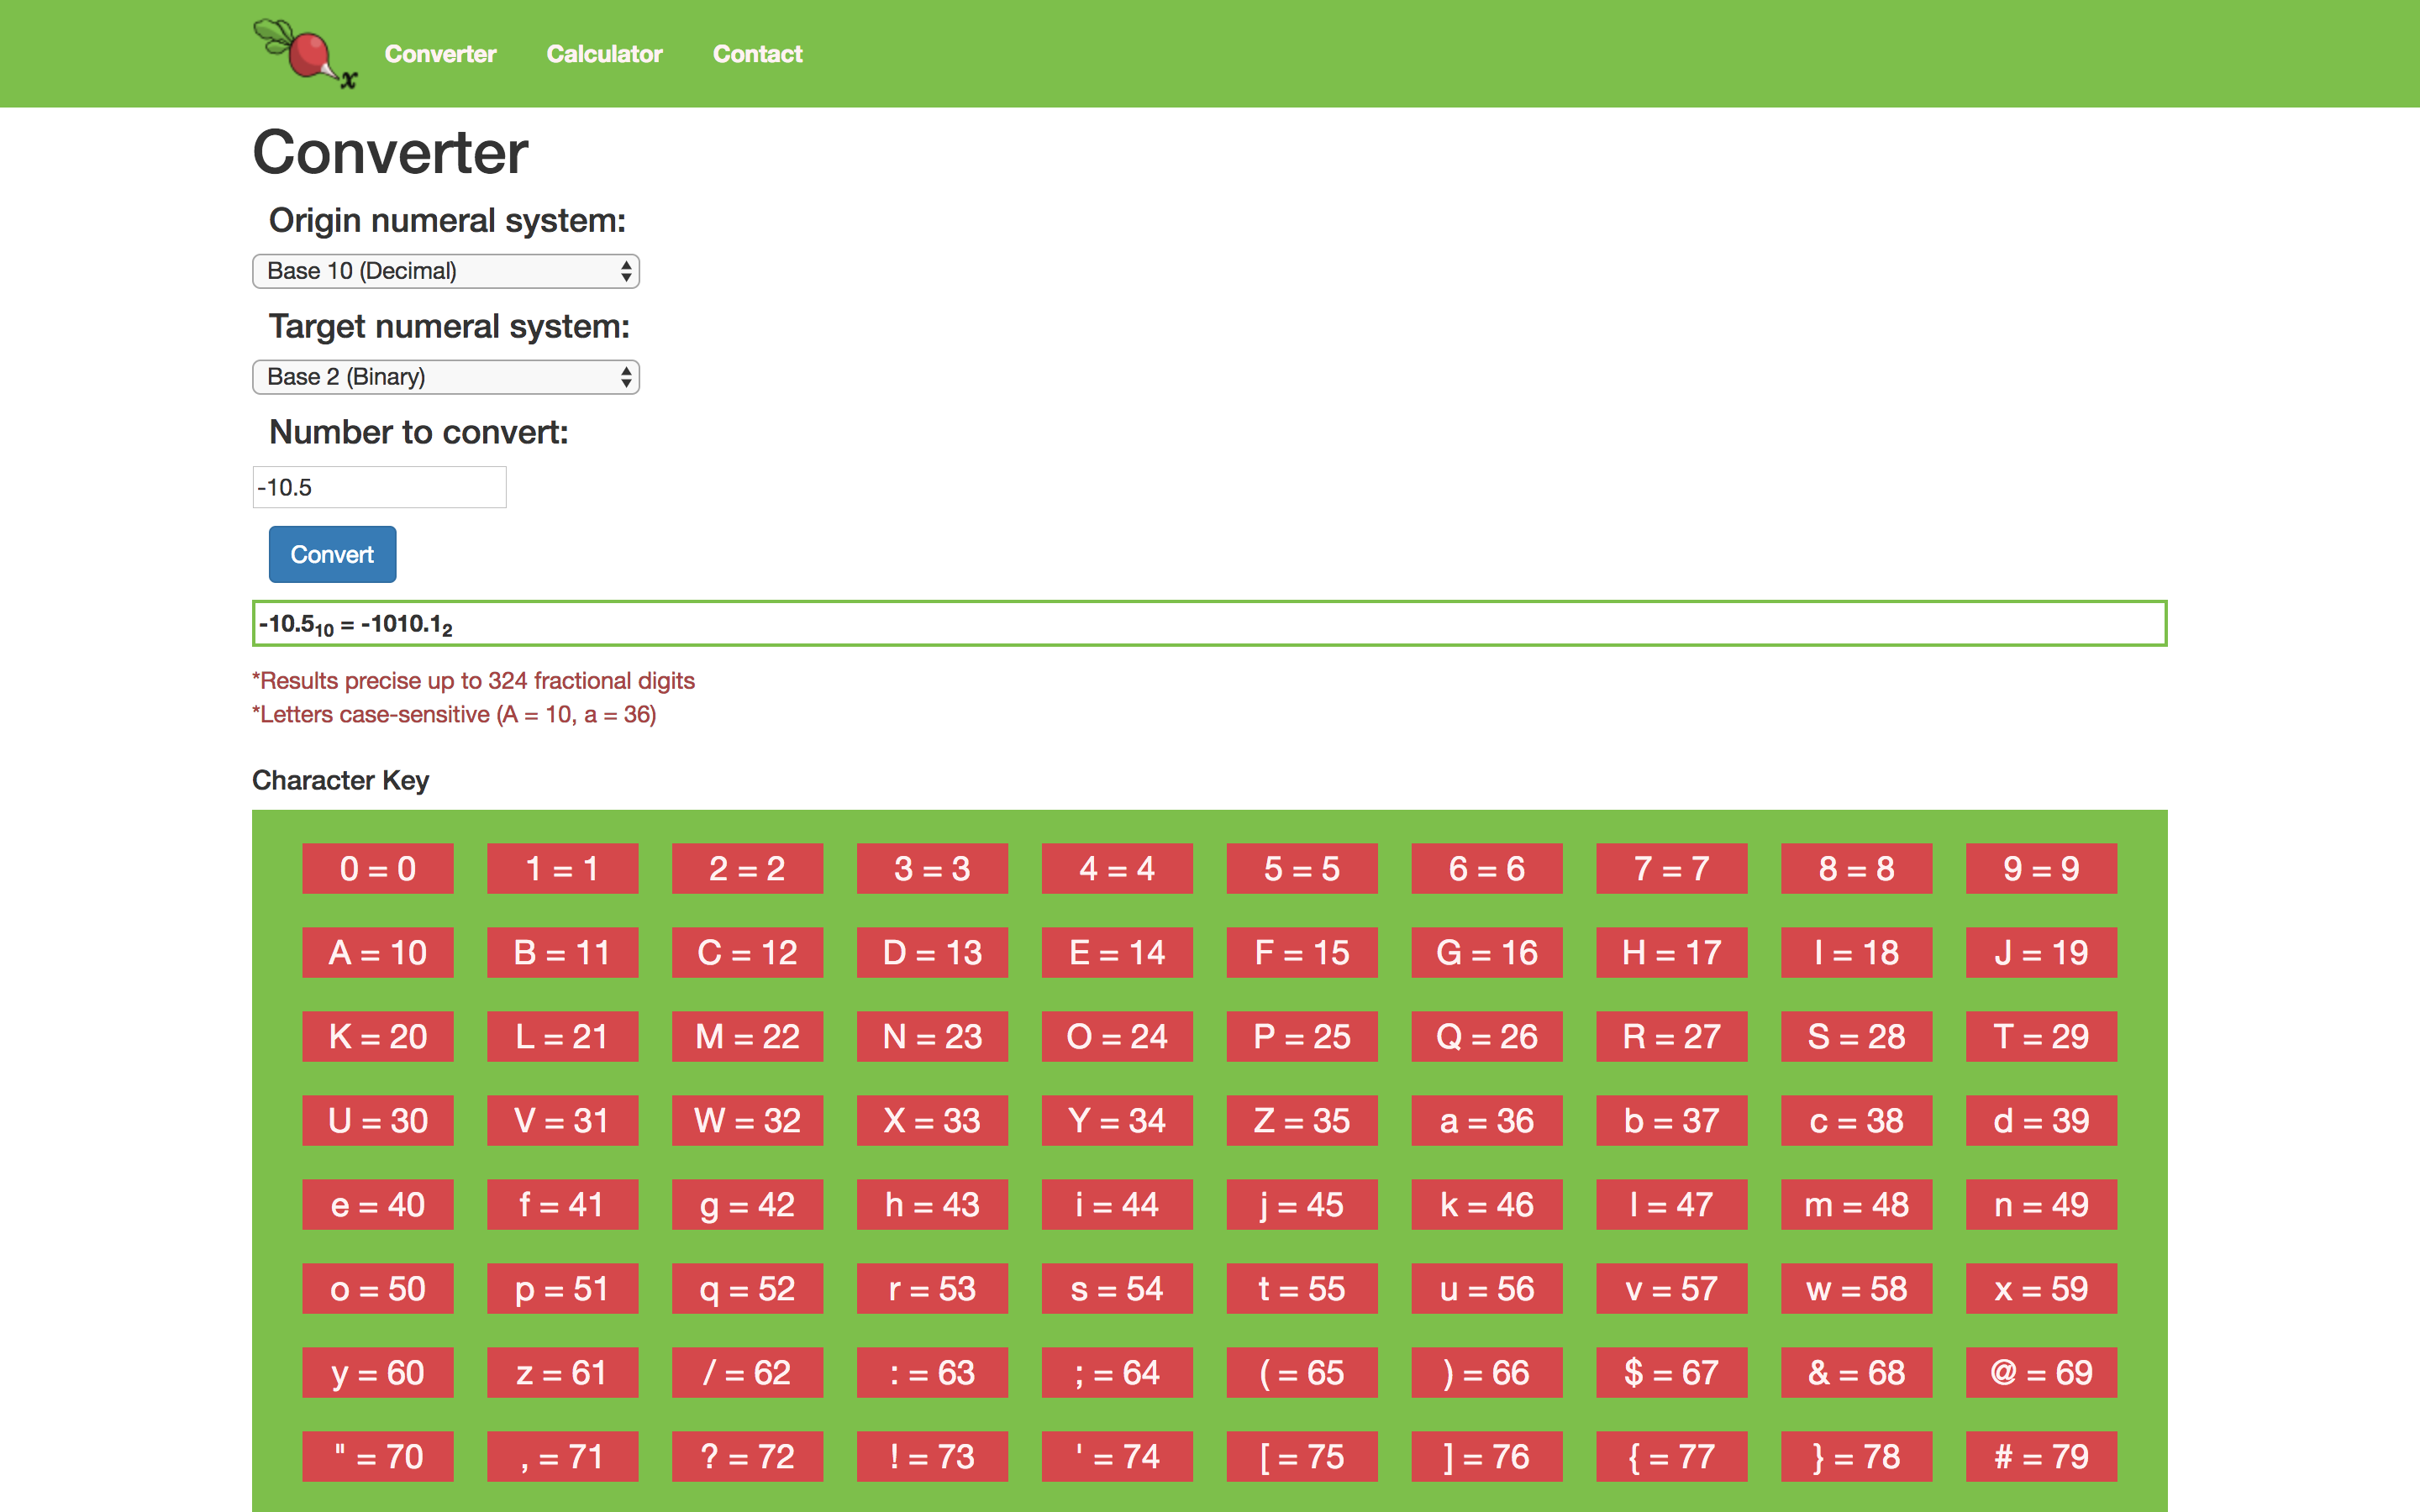 x
Converter Calculator Contact
Converter
Origin numeral system:
Base 10 (Decimal)
Target numeral system:
Base 2 (Binary)
Number to convert:
-10.5
Convert
-10.5₁₀ = -1010.1₂
*Results precise up to 324 fractional digits
*Letters case-sensitive (A = 10, a = 36)
Character Key
0 = 0 1 = 1 2 = 2 3 = 3 4 = 4 5 = 5 6 = 6 7 = 7 8 = 8 9 = 9
A = 10 B = 11 C = 12 D = 13 E = 14 F = 15 G = 16 H = 17 I = 18 J = 19
K = 20 L = 21 M = 22 N = 23 O = 24 P = 25 Q = 26 R = 27 S = 28 T = 29
U = 30 V = 31 W = 32 X = 33 Y = 34 Z = 35 a = 36 b = 37 c = 38 d = 39
e = 40 f = 41 g = 42 h = 43 i = 44 j = 45 k = 46 l = 47 m = 48 n = 49
o = 50 p = 51 q = 52 r = 53 s = 54 t = 55 u = 56 v = 57 w = 58 x = 59
y = 60 z = 61 / = 62 : = 63 ; = 64 ( = 65 ) = 66 $ = 67 & = 68 @ = 69
" = 70 , = 71 ? = 72 ! = 73 ' = 74 [ = 75 ] = 76 { = 77 } = 78 # = 79